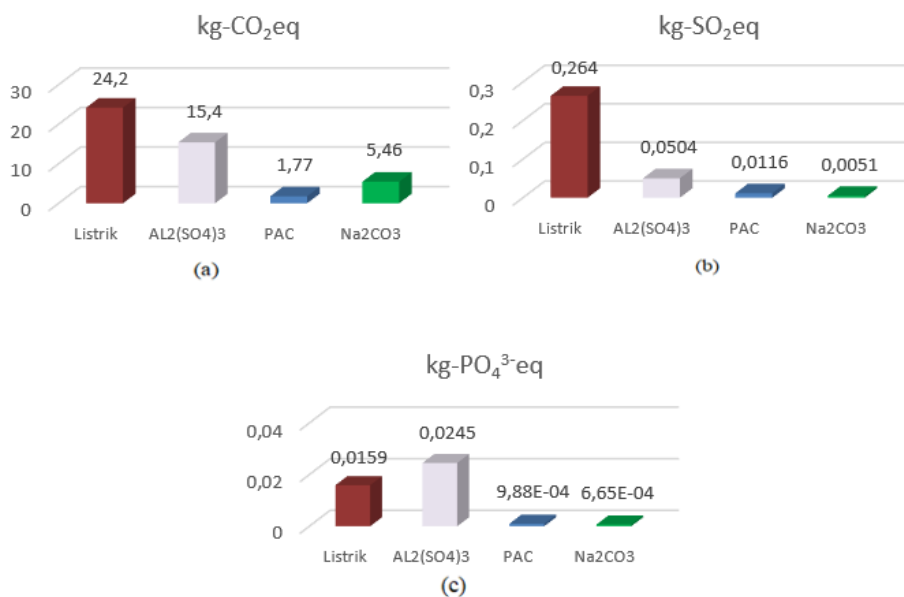 kg-CO₂eq
30
20
10
0
24,2
15,4
1,77
5,46
Listrik AL2(SO4)3 PAC Na2CO3
(a)
kg-SO₂eq
0,3
0,2
0,1
0
0,264
0,0504
0,0116
0,0051
Listrik AL2(SO4)3 PAC Na2CO3
(b)
kg-PO₄³⁻eq
0,04
0,02
0
0,0159
0,0245
9,88E-04
6,65E-04
Listrik AL2(SO4)3 PAC Na2CO3
(c)